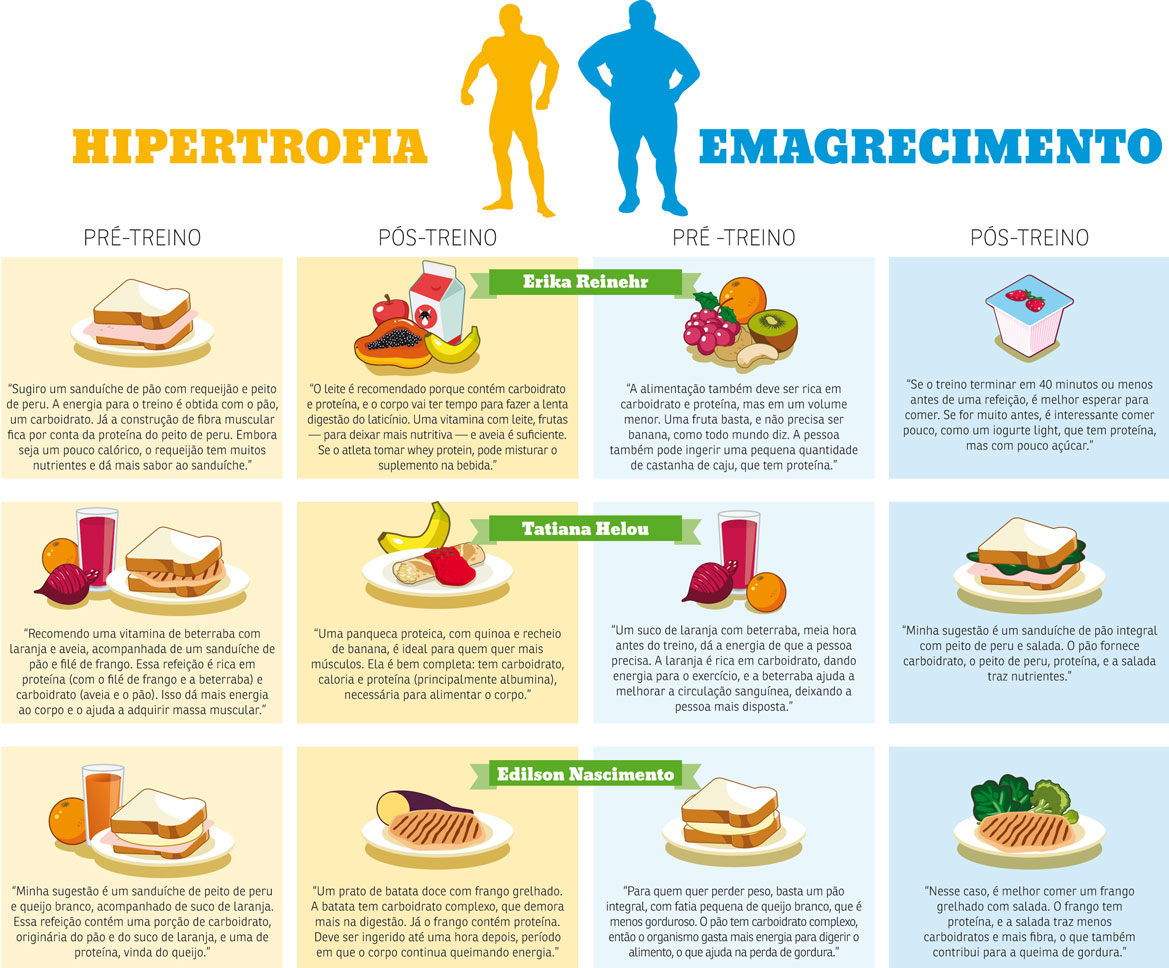 HIPERTROFIA
EMAGRECIMENTO
PRÉ-TREINO
PÓS-TREINO
PRÉ -TREINO
PÓS-TREINO
Erika Reinehr
“Sugiro um sanduíche de pão com requeijão e peito
de peru. A energia para o treino é obtida com o pão,
um carboidrato. Já a construção de fibra muscular
fica por conta da proteína do peito de peru. Embora
seja um pouco calórico, o requeijão tem muitos
nutrientes e dá mais sabor ao sanduíche.”
“O leite é recomendado porque contém carboidrato
e proteína, e o corpo vai ter tempo para fazer a lenta
digestão do laticínio. Uma vitamina com leite, frutas
— para deixar mais nutritiva — e aveia é suficiente.
Se o atleta tomar whey protein, pode misturar o
suplemento na bebida.”
“A alimentação também deve ser rica em
carboidrato e proteína, mas em um volume
menor. Uma fruta basta, e não precisa ser
banana, como todo mundo diz. A pessoa
também pode ingerir uma pequena quantidade
de castanha de caju, que tem proteína.”
“Se o treino terminar em 40 minutos ou menos
antes de uma refeição, é melhor esperar para
comer. Se for muito antes, é interessante comer
pouco, como um iogurte light, que tem proteína,
mas com pouco açúcar.”
Tatiana Helou
“Recomendo uma vitamina de beterraba com
laranja e aveia, acompanhada de um sanduíche de
pão e filé de frango. Essa refeição é rica em
proteína (com o filé de frango e a beterraba) e
carboidrato (aveia e o pão). Isso dá mais energia
ao corpo e o ajuda a adquirir massa muscular.”
“Uma panqueca proteica, com quinoa e recheio
de banana, é ideal para quem quer mais
músculos. Ela é bem completa: tem carboidrato,
caloria e proteína (principalmente albumina),
necessária para alimentar o corpo.”
“Um suco de laranja com beterraba, meia hora
antes do treino, dá a energia de que a pessoa
precisa. A laranja é rica em carboidrato, dando
energia para o exercício, e a beterraba ajuda a
melhorar a circulação sanguínea, deixando a
pessoa mais disposta.”
“Minha sugestão é um sanduíche de pão integral
com peito de peru e salada. O pão fornece
carboidrato, o peito de peru, proteína, e a salada
traz nutrientes.”
Edilson Nascimento
“Minha sugestão é um sanduíche de peito de peru
e queijo branco, acompanhado de suco de laranja.
Essa refeição contém uma porção de carboidrato,
originária do pão e do suco de laranja, e uma de
proteína, vinda do queijo.”
“Um prato de batata doce com frango grelhado.
A batata tem carboidrato complexo, que demora
mais na digestão. Já o frango contém proteína.
Deve ser ingerido até uma hora depois, período
em que o corpo continua queimando energia.”
“Para quem quer perder peso, basta um pão
integral, com fatia pequena de queijo branco, que é
menos gorduroso. O pão tem carboidrato complexo,
então o organismo gasta mais energia para digerir o
alimento, o que ajuda na perda de gordura.”
“Nesse caso, é melhor comer um frango
grelhado com salada. O frango tem
proteína, e a salada traz menos
carboidratos e mais fibra, o que também
contribui para a queima de gordura.”